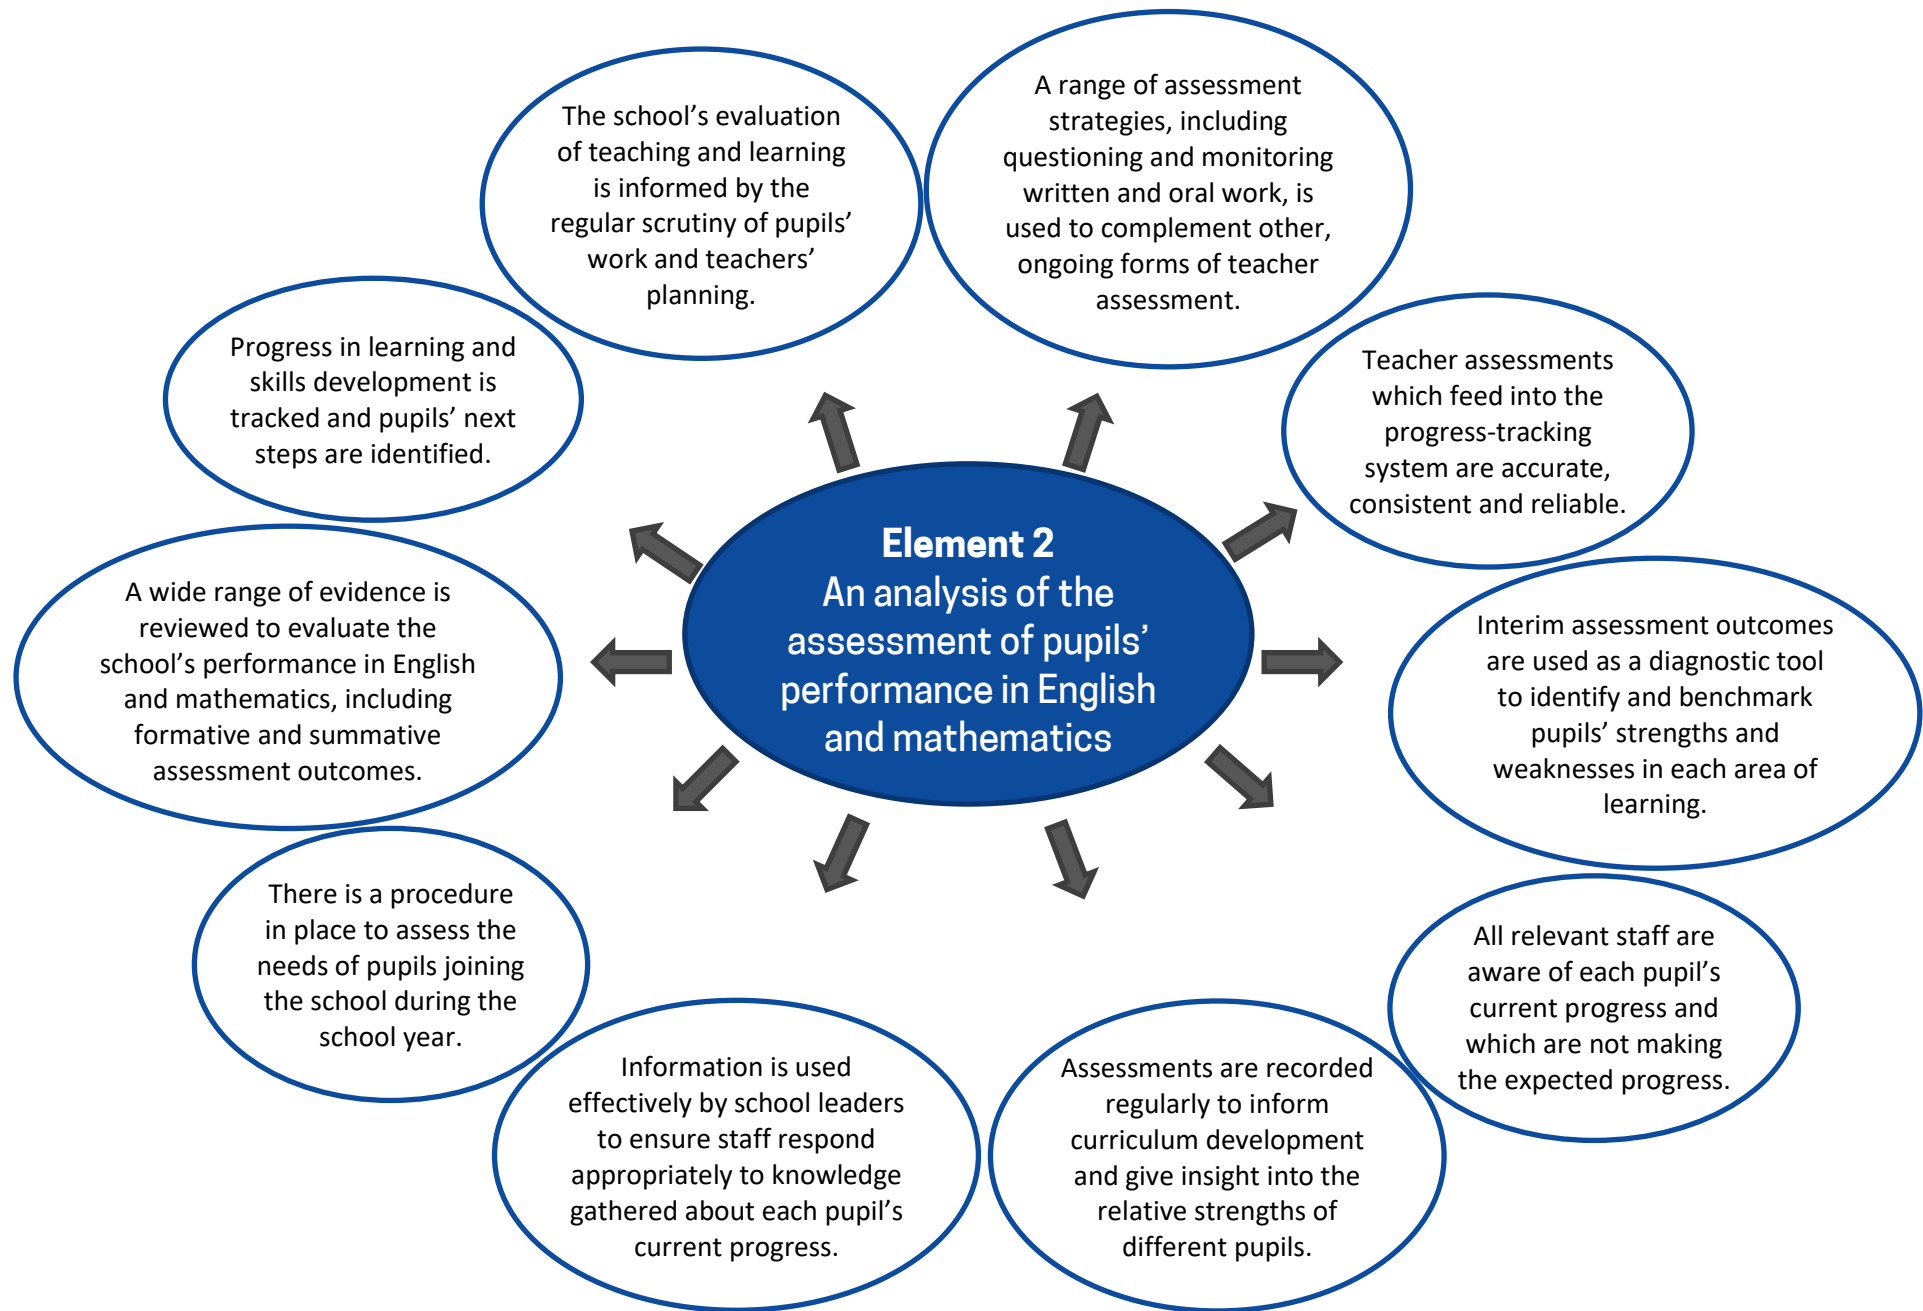 The school’s evaluation
of teaching and learning
is informed by the
regular scrutiny of pupils’
work and teachers’
planning.
A range of assessment
strategies, including
questioning and monitoring
written and oral work, is
used to complement other,
ongoing forms of teacher
assessment.
Progress in learning and
skills development is
tracked and pupils’ next
steps are identified.
Teacher assessments
which feed into the
progress-tracking
system are accurate,
consistent and reliable.
Element 2
An analysis of the
assessment of pupils’
performance in English
and mathematics
A wide range of evidence is
reviewed to evaluate the
school’s performance in English
and mathematics, including
formative and summative
assessment outcomes.
Interim assessment outcomes
are used as a diagnostic tool
to identify and benchmark
pupils’ strengths and
weaknesses in each area of
learning.
There is a procedure
in place to assess the
needs of pupils joining
the school during the
school year.
All relevant staff are
aware of each pupil’s
current progress and
which are not making
the expected progress.
Information is used
effectively by school leaders
to ensure staff respond
appropriately to knowledge
gathered about each pupil’s
current progress.
Assessments are recorded
regularly to inform
curriculum development
and give insight into the
relative strengths of
different pupils.